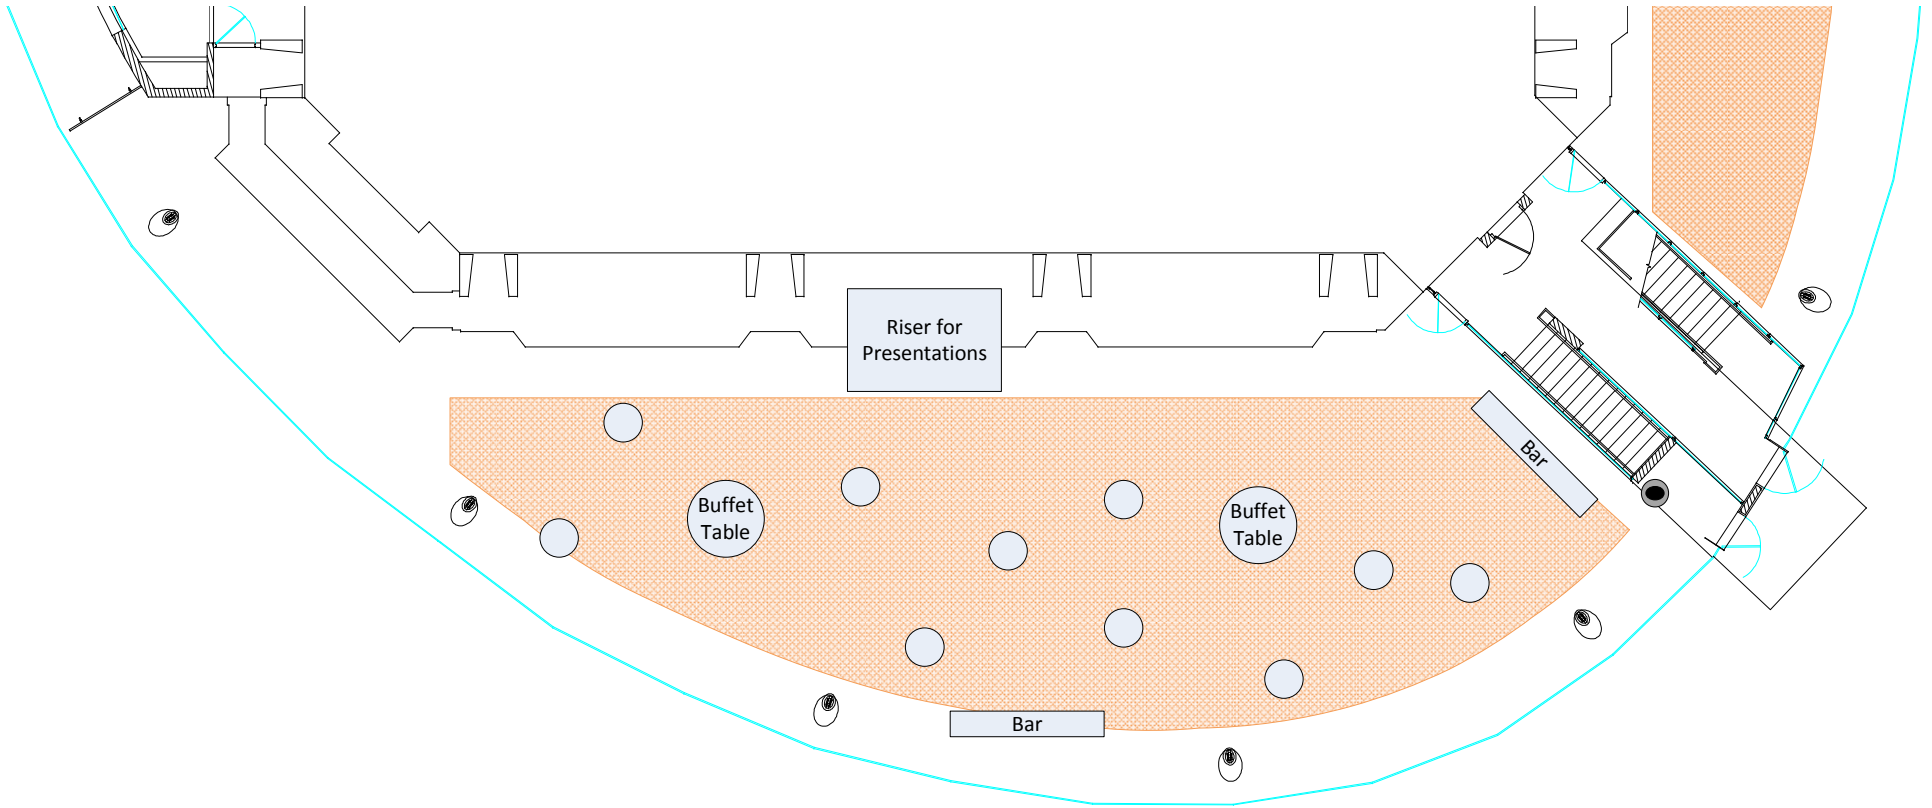 Riser for
Presentations
Bar
Buffet
Table
Buffet
Table
Bar